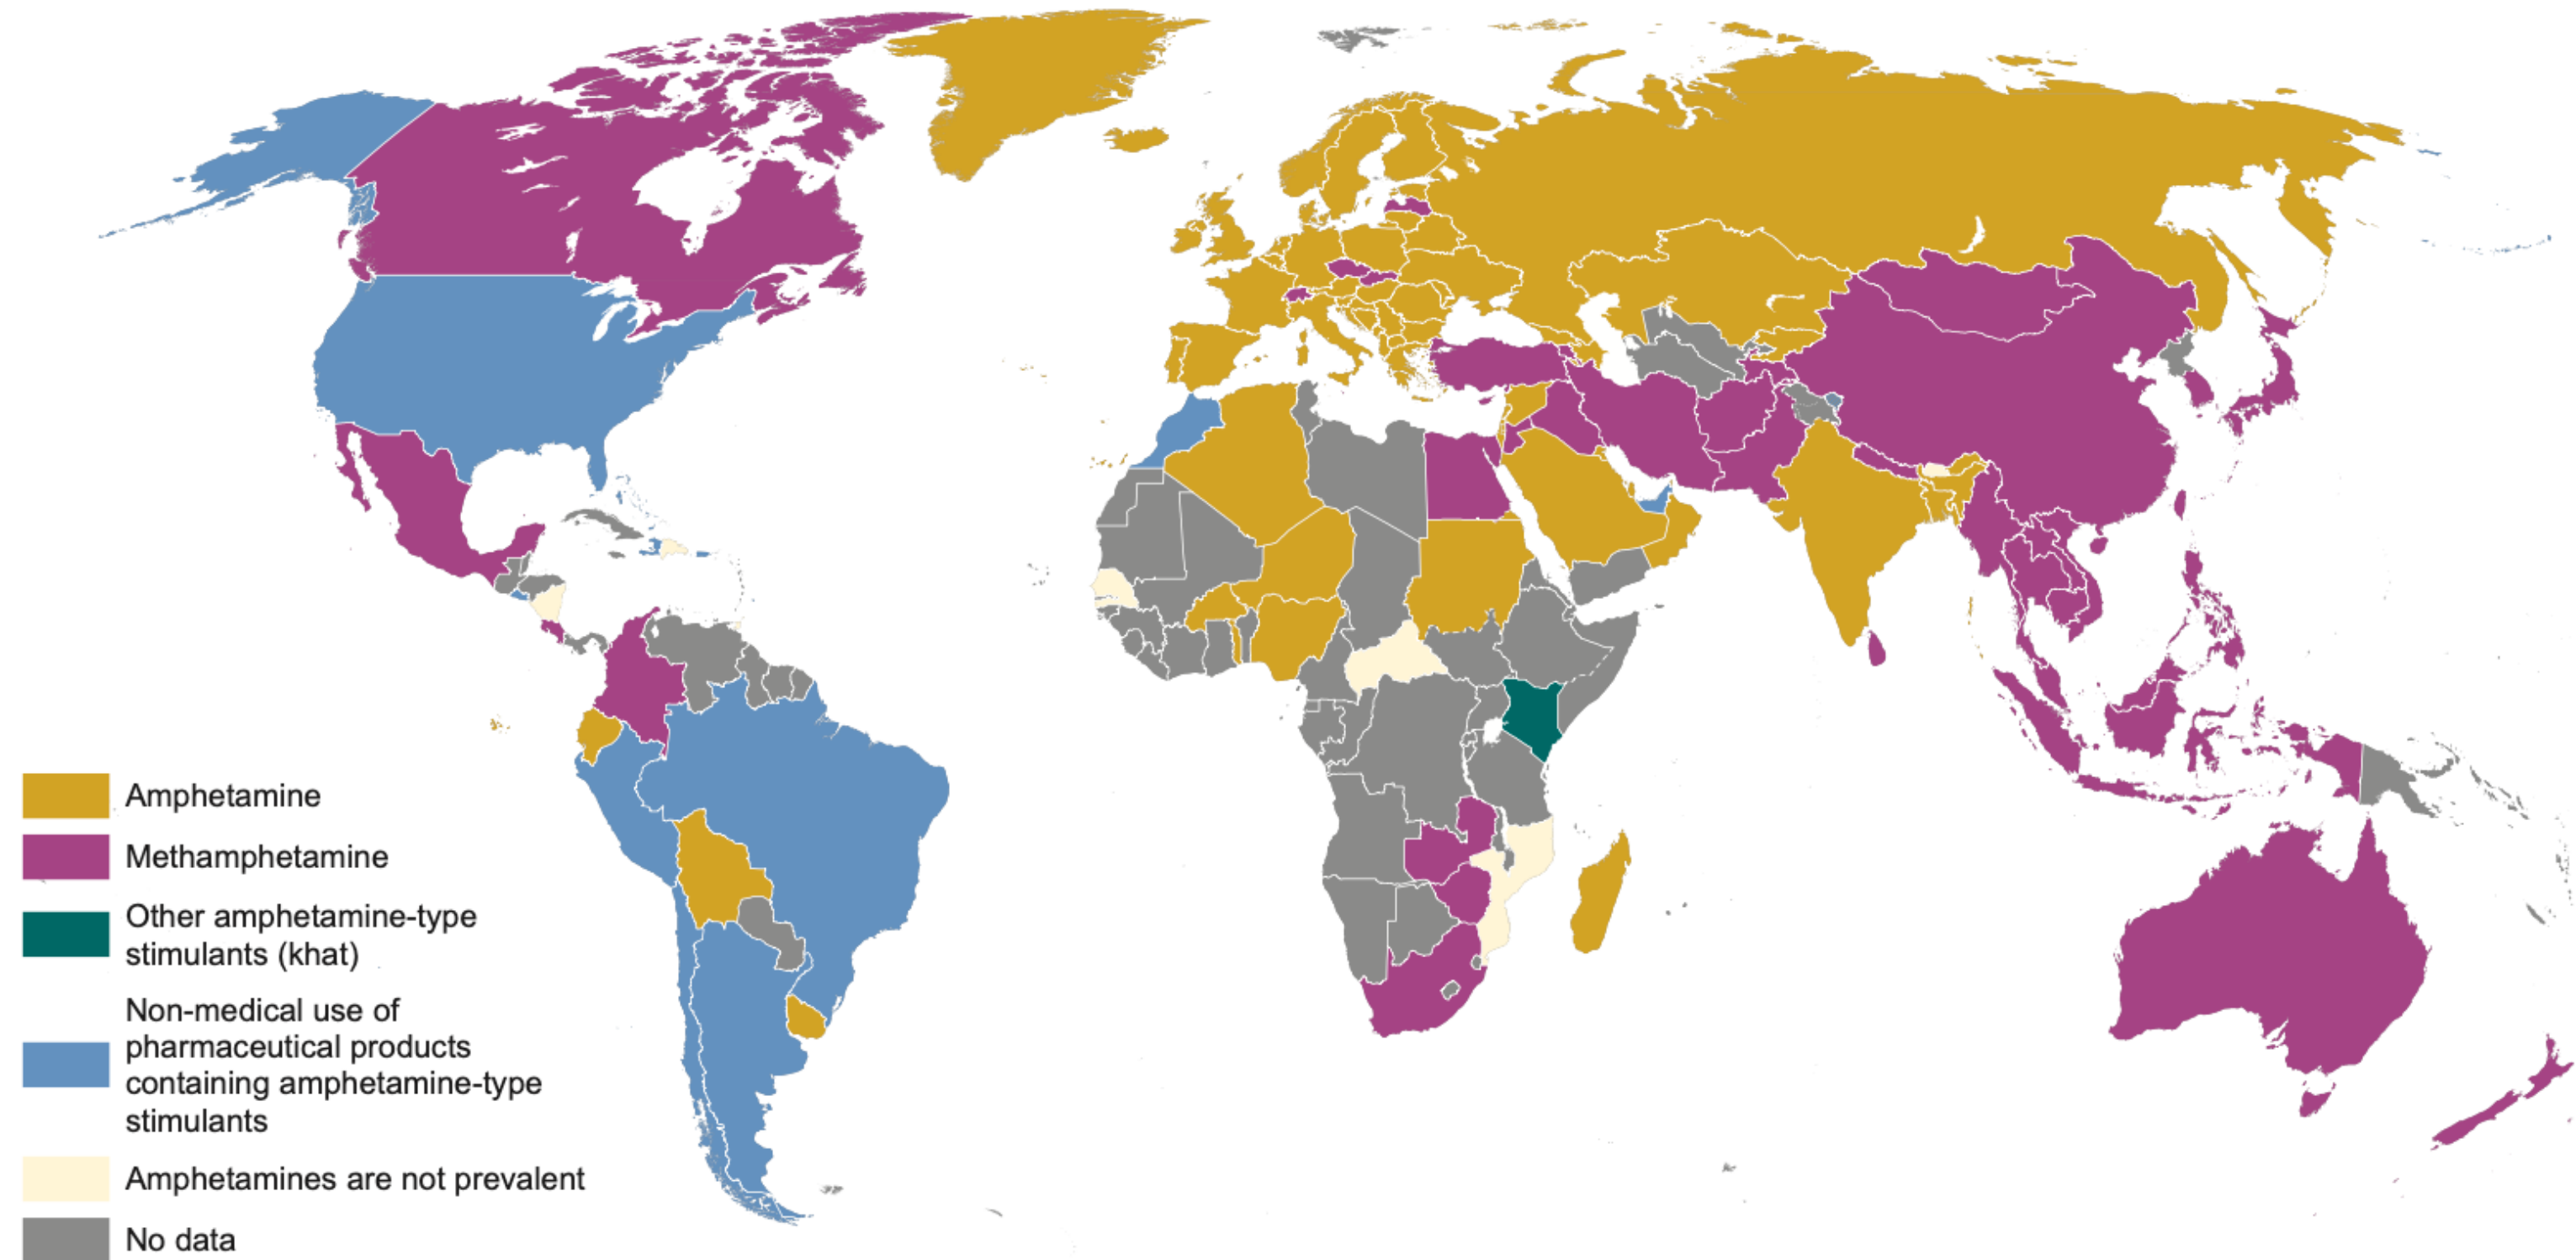 Amphetamine
Methamphetamine
Other amphetamine-type
stimulants (khat)
Non-medical use of
pharmaceutical products
containing amphetamine-type
stimulants
Amphetamines are not prevalent
No data